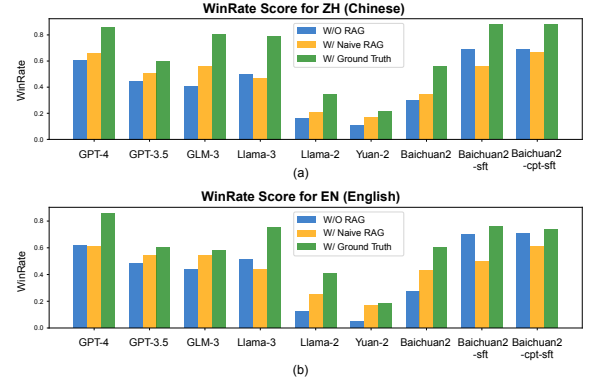 WinRate Score for ZH (Chinese)
WinRate
0.8
0.6
0.4
0.2
0.0
W/O RAG
W/ Naive RAG
W/ Ground Truth
GPT-4 GPT-3.5 GLM-3 Llama-3 Llama-2 Yuan-2 Baichuan2 Baichuan2 Baichuan2
-sft -cpt-sft
(a)
WinRate Score for EN (English)
WinRate
0.8
0.6
0.4
0.2
0.0
W/O RAG
W/ Naive RAG
W/ Ground Truth
GPT-4 GPT-3.5 GLM-3 Llama-3 Llama-2 Yuan-2 Baichuan2 Baichuan2 Baichuan2
-sft -cpt-sft
(b)